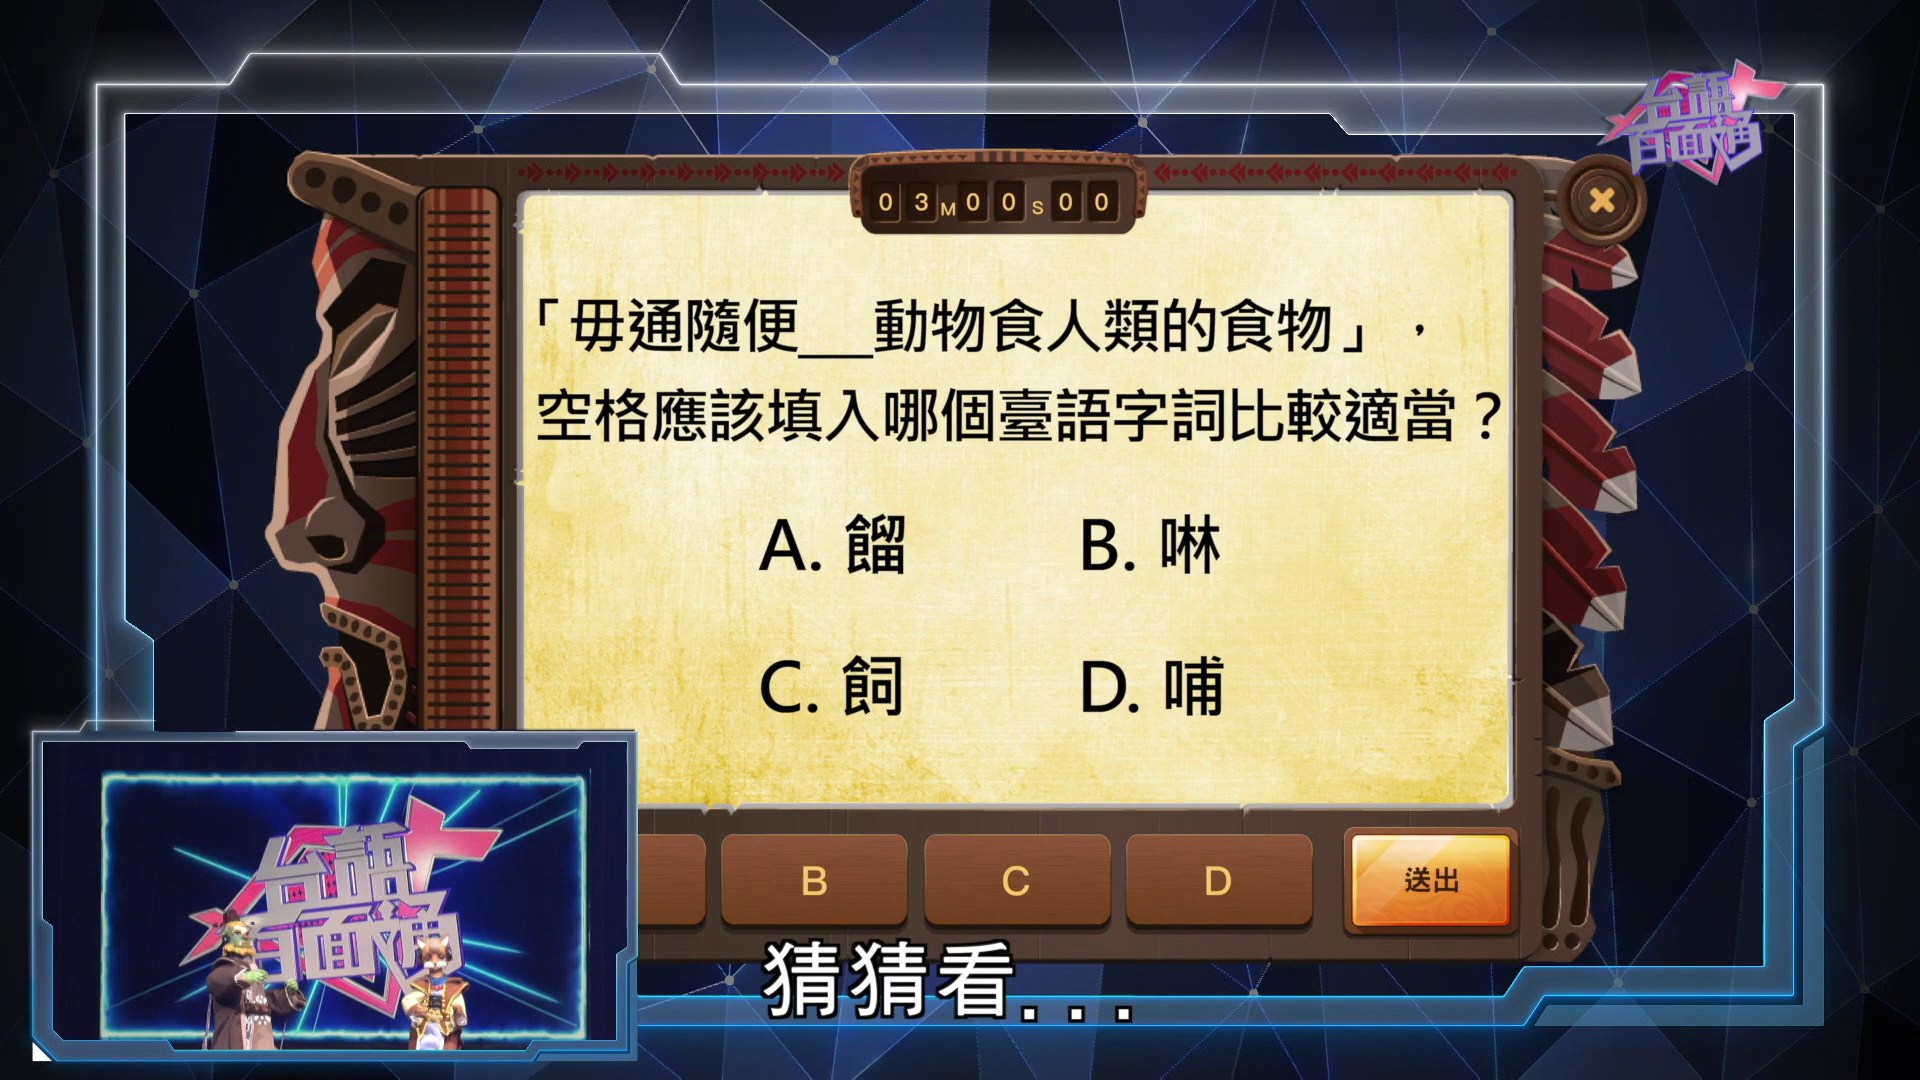 台語
百面通
03M00S00
「毋通隨便___動物食人類的食物」，
空格應該填入哪個臺語字詞比較適當？
A. 餾
B. 啉
C. 飼
D. 哺
B
C
D
送出
台語
百面通
猜猜看...